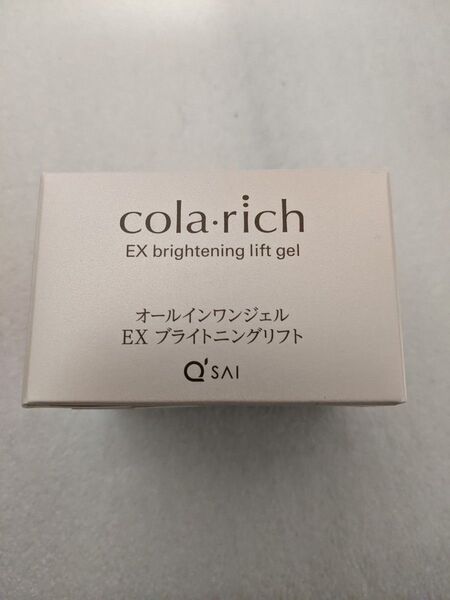 cola·rich
EX brightening lift gel
オールインワンジェル
EX ブライトニングリフト
Q'SAI